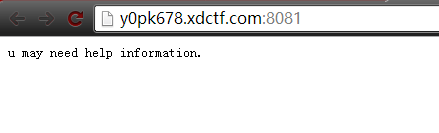 y0pk678.xdctf.com:8081
u may need help information.